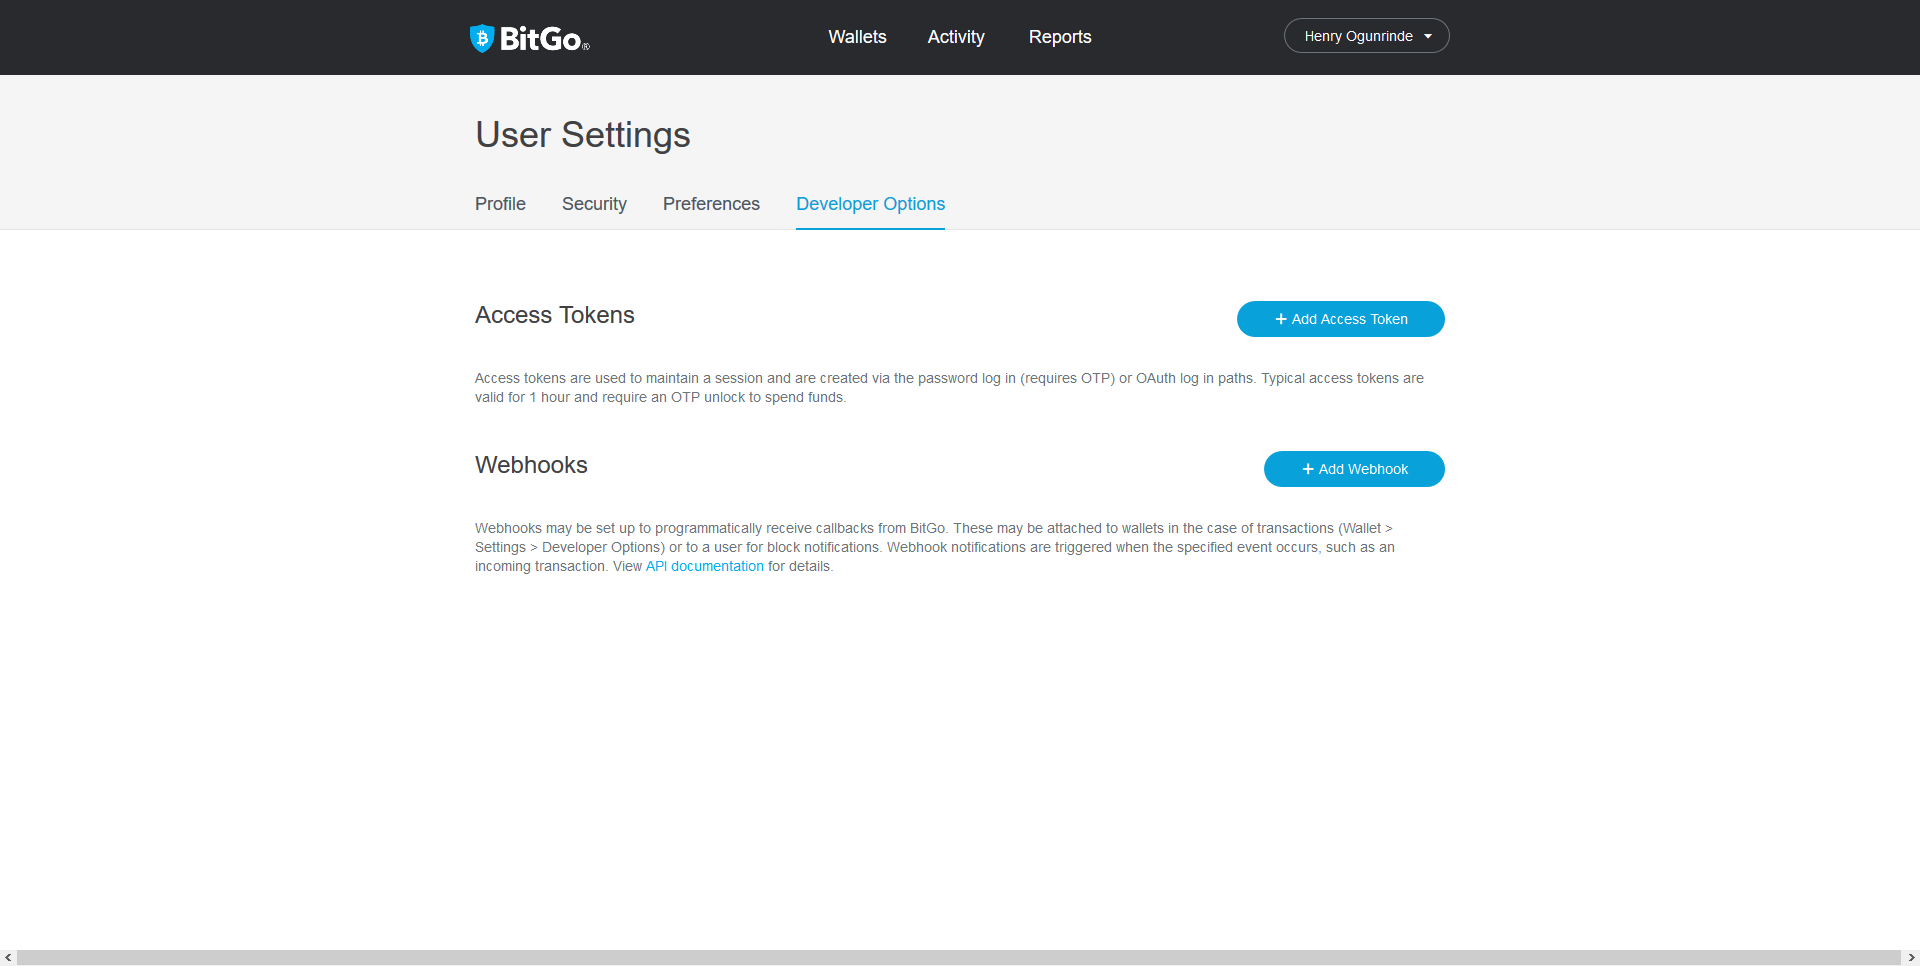 BitGo®
Wallets
Activity
Reports
Henry Ogunrinde
User Settings
Profile
Security
Preferences
Developer Options
Access Tokens
+ Add Access Token
Access tokens are used to maintain a session and are created via the password log in (requires OTP) or OAuth log in paths. Typical access tokens are
valid for 1 hour and require an OTP unlock to spend funds.
Webhooks
+ Add Webhook
Webhooks may be set up to programmatically receive callbacks from BitGo. These may be attached to wallets in the case of transactions (Wallet >
Settings > Developer Options) or to a user for block notifications. Webhook notifications are triggered when the specified event occurs, such as an
incoming transaction. View API documentation for details.